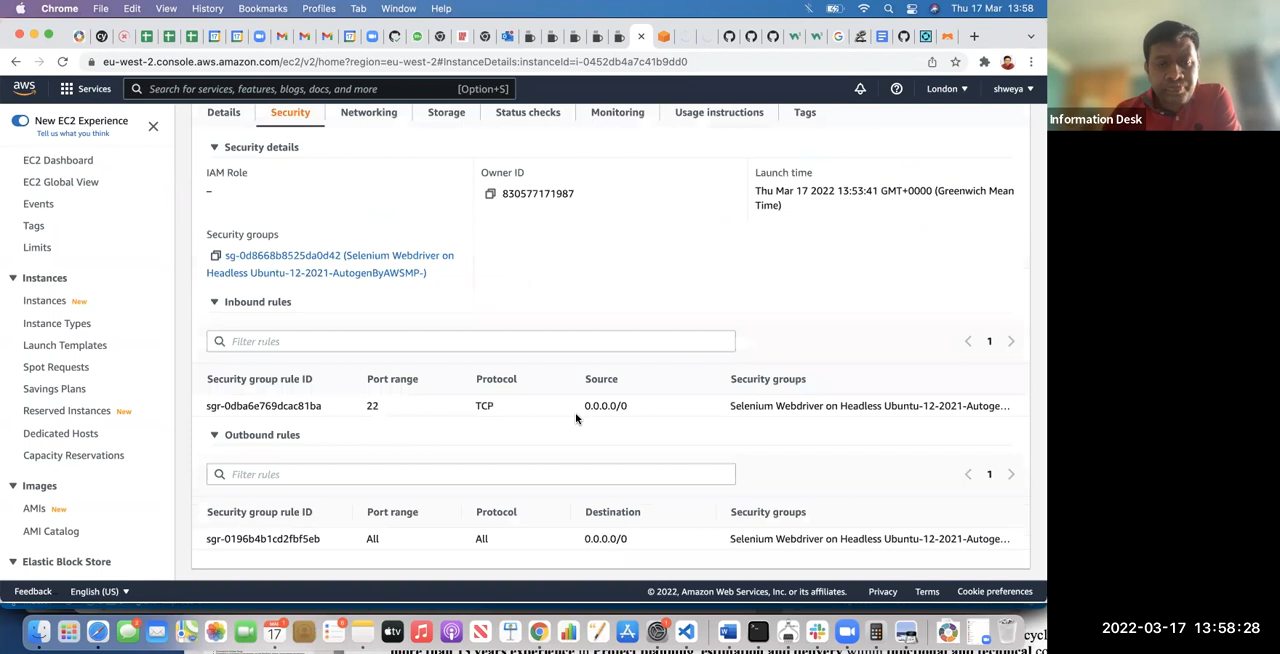 Chrome File Edit View History Bookmarks Profiles Tab Window Help Thu 17 Mar 13:58
eu-west-2.console.aws.amazon.com/ec2/v2/home?region=eu-west-2#InstanceDetails:instanceId=i-0452db4a7c41b9dd0
aws Services Search for services, features, blogs, docs, and more [Option+S] London shweya
Information Desk
New EC2 Experience
Tell us what you think
EC2 Dashboard
EC2 Global View
Events
Tags
Limits
Instances
Instances New
Instance Types
Launch Templates
Spot Requests
Savings Plans
Reserved Instances New
Dedicated Hosts
Capacity Reservations
Images
AMIs New
AMI Catalog
Elastic Block Store
Details Security Networking Storage Status checks Monitoring Usage instructions Tags
Security details
IAM Role Owner ID Launch time
– 830577171987 Thu Mar 17 2022 13:53:41 GMT+0000 (Greenwich Mean
Time)
Security groups
sg-0d8668b8525da0d42 (Selenium Webdriver on
Headless Ubuntu-12-2021-AutogenByAWSMP-)
Inbound rules
Filter rules 1
Security group rule ID Port range Protocol Source Security groups
sgr-0dba6e769dcac81ba 22 TCP 0.0.0.0/0 Selenium Webdriver on Headless Ubuntu-12-2021-Autoge...
Outbound rules
Filter rules 1
Security group rule ID Port range Protocol Destination Security groups
sgr-0196b4b1cd2fbf5eb All All 0.0.0.0/0 Selenium Webdriver on Headless Ubuntu-12-2021-Autoge...
Feedback English (US) © 2022, Amazon Web Services, Inc. or its affiliates. Privacy Terms Cookie preferences
2022-03-17 13:58:28